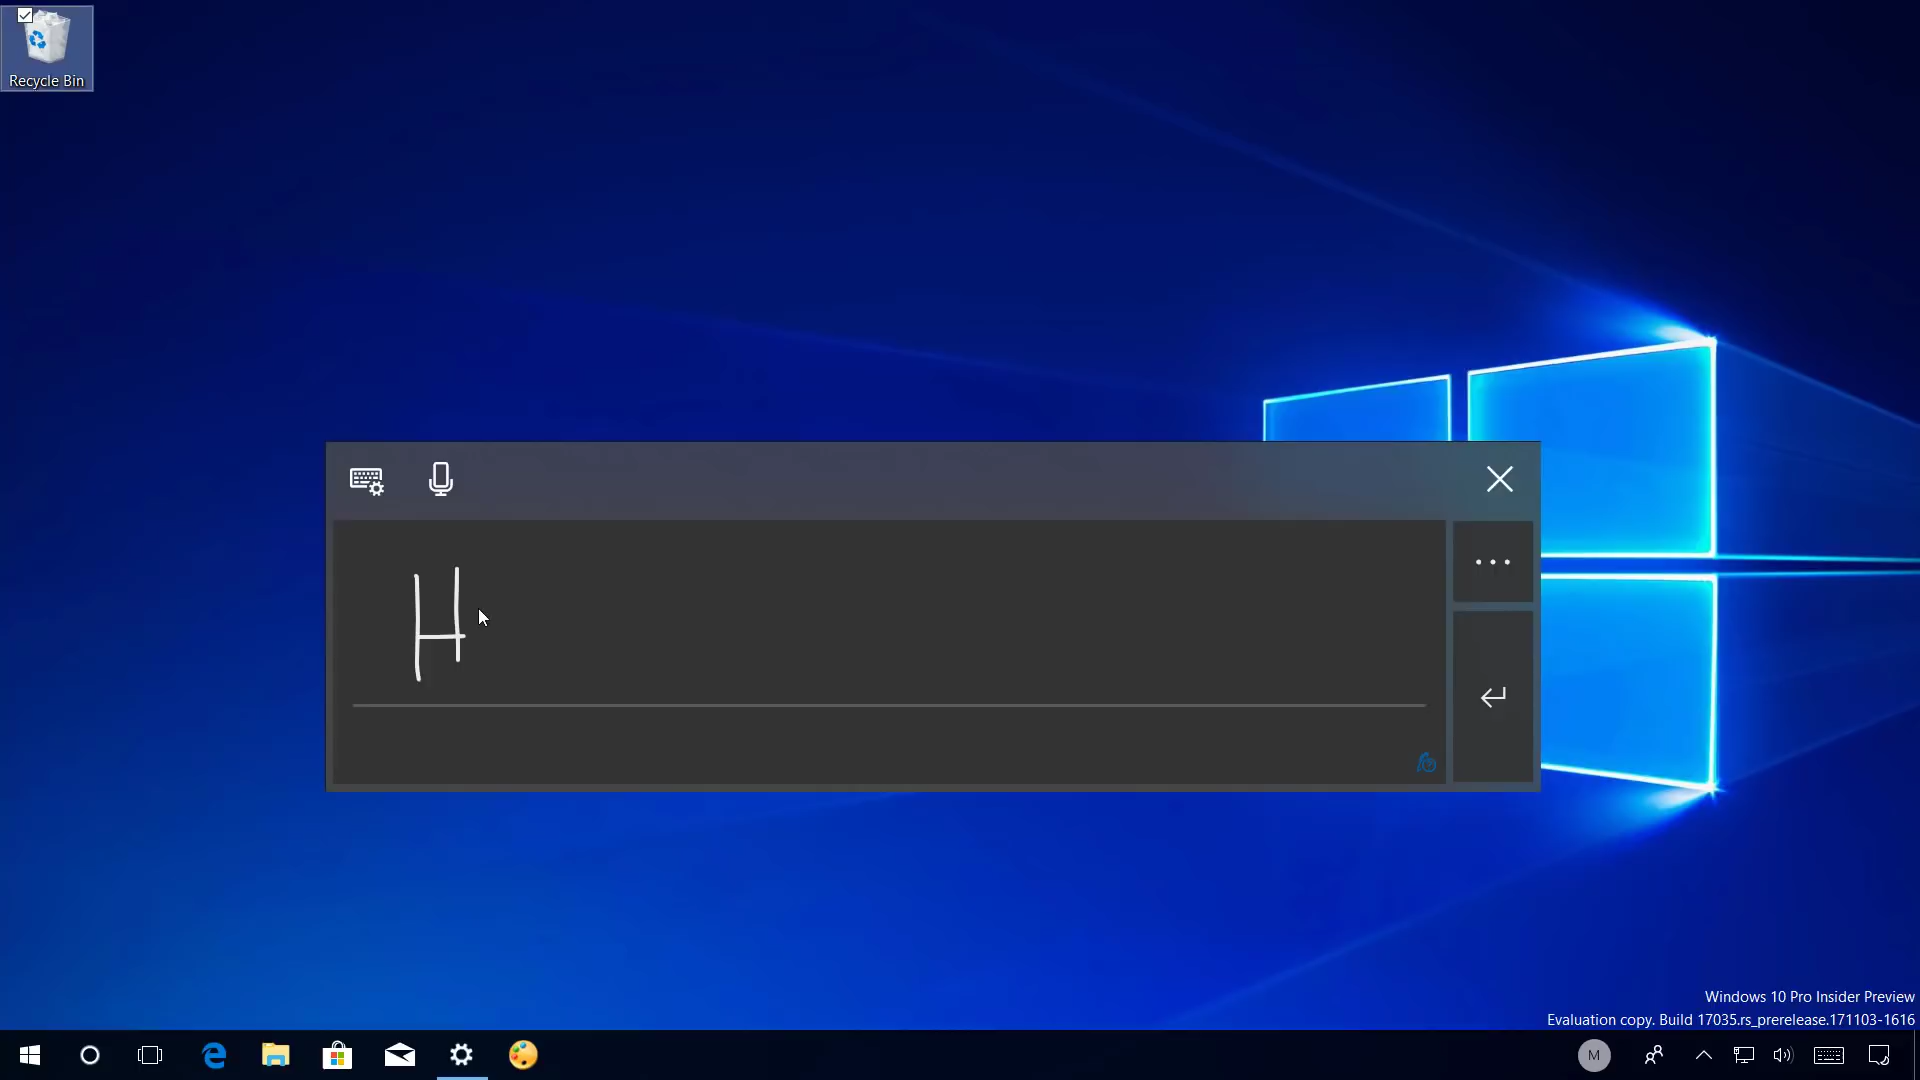 Recycle Bin
H
Windows 10 Pro Insider Preview
Evaluation copy. Build 17035.rs_prerelease.171103-1616
M